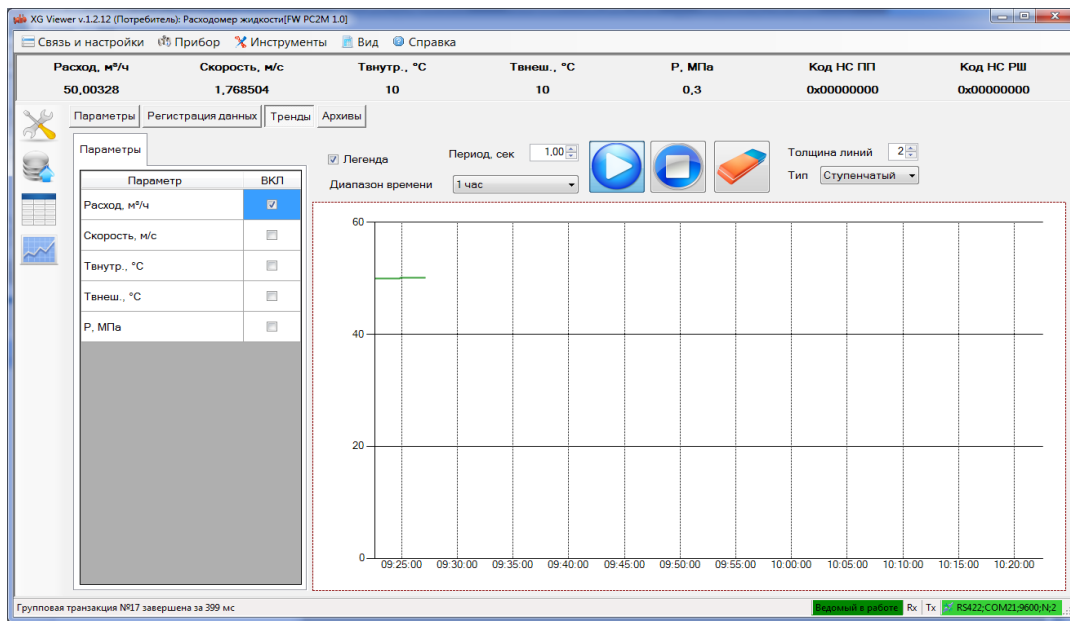 XG Viewer v.1.2.12 (Потребитель): Расходомер жидкости[FW PC2M 1.0]
Связь и настройки Прибор Инструменты Вид Справка
Расход, м³/ч Скорость, м/с Твнутр., °C Твнеш., °C Р, МПа Код НС ПП Код НС РШ
50,00328 1,768504 10 10 0,3 0x00000000 0x00000000
Параметры Регистрация данных Тренды Архивы
Параметры
Легенда Период, сек 1,00 Толщина линий 2
Диапазон времени 1 час Тип Ступенчатый
Параметр ВКЛ
Расход, м³/ч
Скорость, м/с
Твнутр., °C
Твнеш., °C
Р, МПа
60
40
20
0
09:25:00 09:30:00 09:35:00 09:40:00 09:45:00 09:50:00 09:55:00 10:00:00 10:05:00 10:10:00 10:15:00 10:20:00
Групповая транзакция №17 завершена за 399 мс Ведомый в работе Rx Tx RS422;COM21;9600;N;2